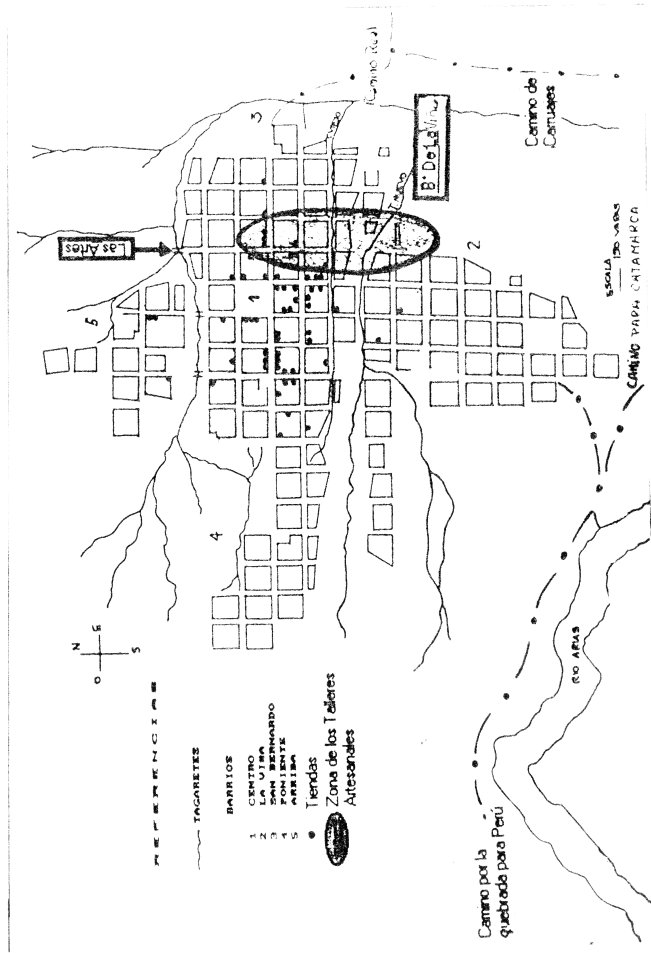 REFERENCIAS
TAGARETES
BARRIOS
1 CENTRO
2 LA VIÑA
3 SAN BERNARDO
4 PONIENTE
5 ARRIBA
Tiendas
Zona de los Talleres
Artesanales
N
O E
S
Las Artes
Bº De La Viña
Camino Real
Tagarete
Camino de
Carruajes
1
2
3
4
5
ESCALA
150 VARAS
CAMINO PARA CATAMARCA
RIO ARIAS
Camino por la
quebrada para Perú